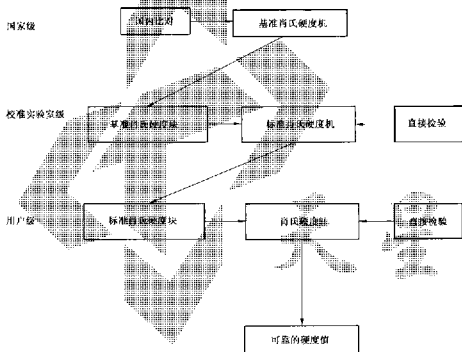 国家级
国内比对
基准肖氏硬度机
校准实验室级
基准肖氏硬度块
标准肖氏硬度机
直接检验
用户级
标准肖氏硬度块
肖氏硬度计
直接检验
可靠的硬度值